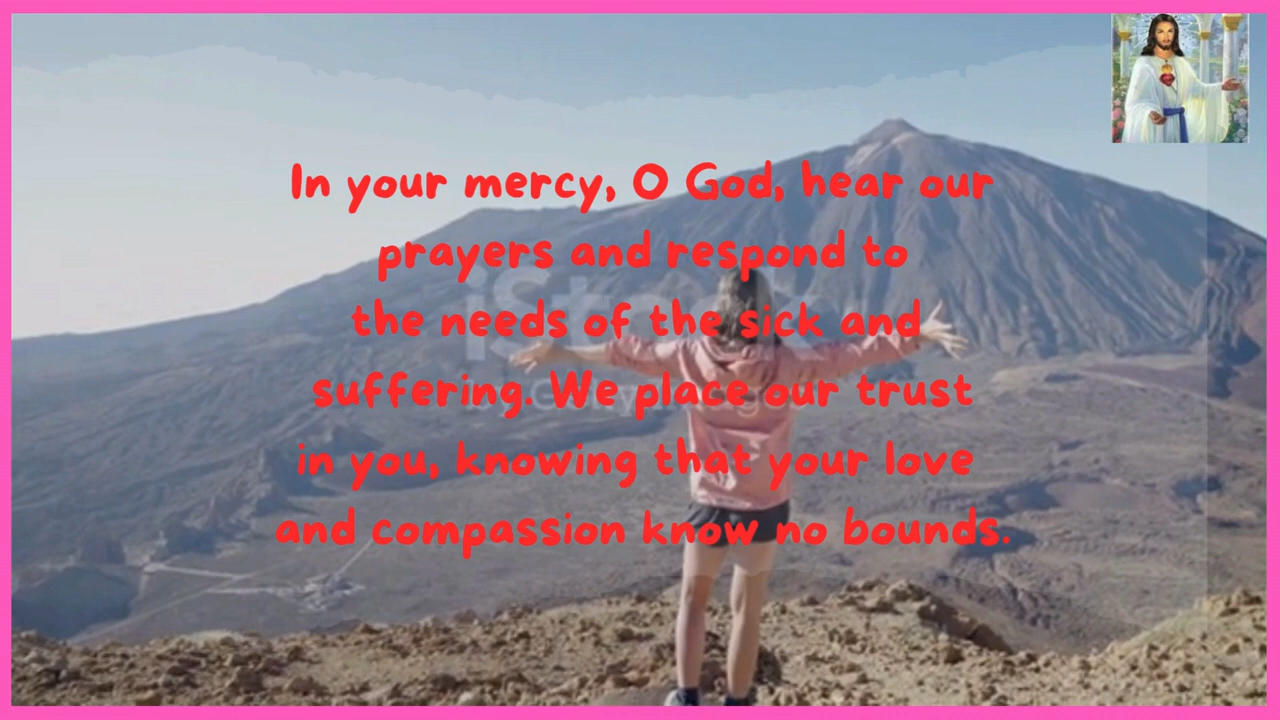 In your mercy, O God, hear our
prayers and respond to
the needs of the sick and
suffering. We place our trust
in you, knowing that your love
and compassion know no bounds.
iStock